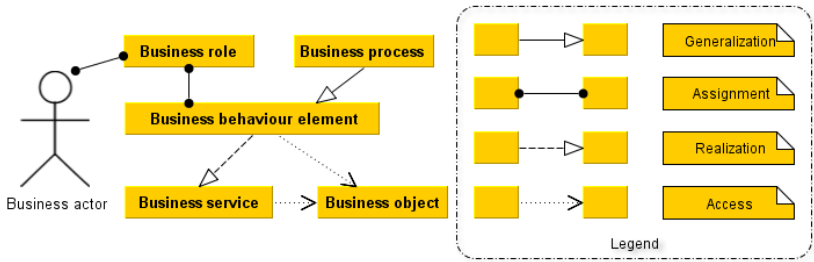 Business role
Business process
Business behaviour element
Business actor
Business service
Business object
Generalization
Assignment
Realization
Access
Legend